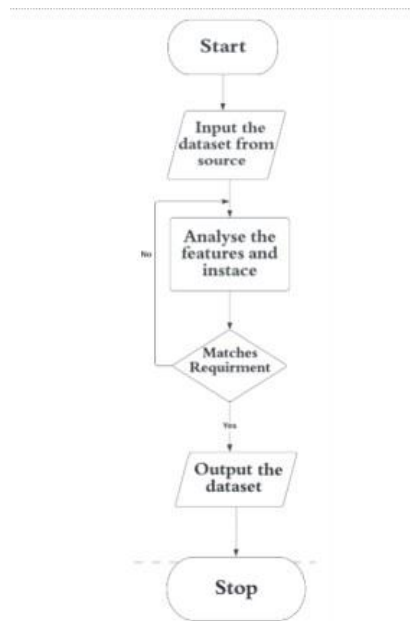 Start
Input the
dataset from
source
No
Analyse the
features and
instace
Matches
Requirment
Yes
Output the
dataset
Stop